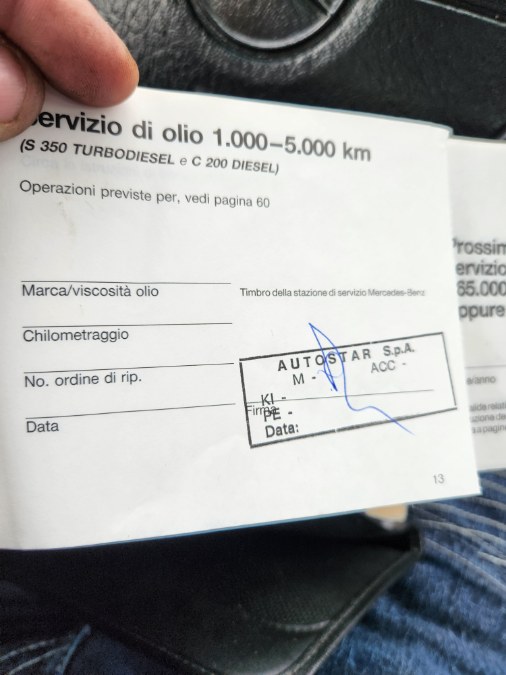 ervizio di olio 1.000–5.000 km
(S 350 TURBODIESEL e C 200 DIESEL)
Operazioni previste per, vedi pagina 60
Marca/viscosità olio
Timbro della stazione di servizio Mercedes-Benz
Chilometraggio
No. ordine di rip.
Data
AUTOSTAR S.p.A.
M - ACC -
KI -
Firma
PE -
Data:
13
rossim
ervizio
65.000
ppure